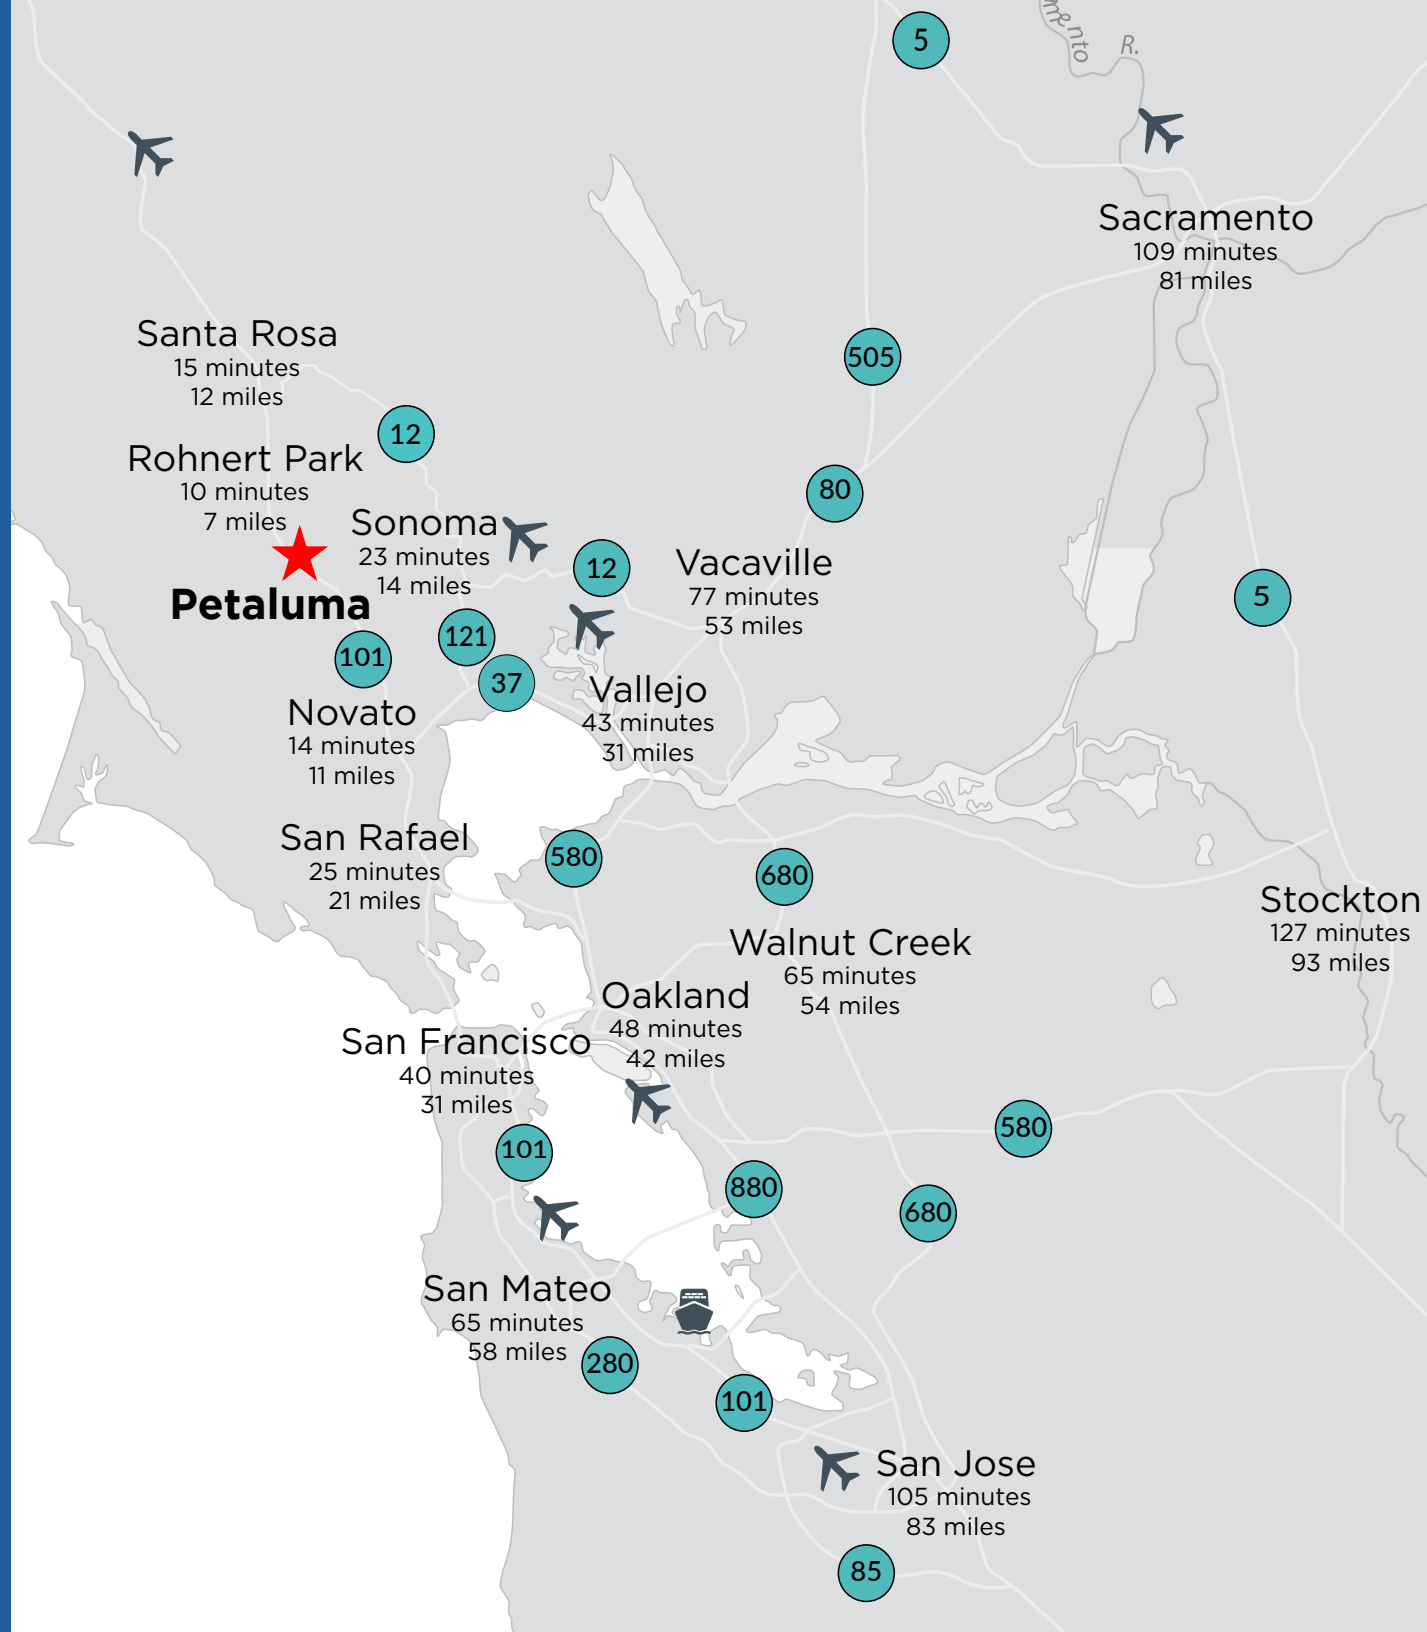 5
mento
R.
Sacramento
109 minutes
81 miles
Santa Rosa
15 minutes
12 miles
505
12
Rohnert Park
10 minutes
7 miles
80
Sonoma
23 minutes
14 miles
12
Vacaville
77 minutes
53 miles
5
Petaluma
121
101
37
Vallejo
43 minutes
31 miles
Novato
14 minutes
11 miles
San Rafael
25 minutes
21 miles
580
680
Stockton
127 minutes
93 miles
Walnut Creek
65 minutes
54 miles
Oakland
48 minutes
42 miles
San Francisco
40 minutes
31 miles
580
101
880
680
San Mateo
65 minutes
58 miles
280
101
San Jose
105 minutes
83 miles
85